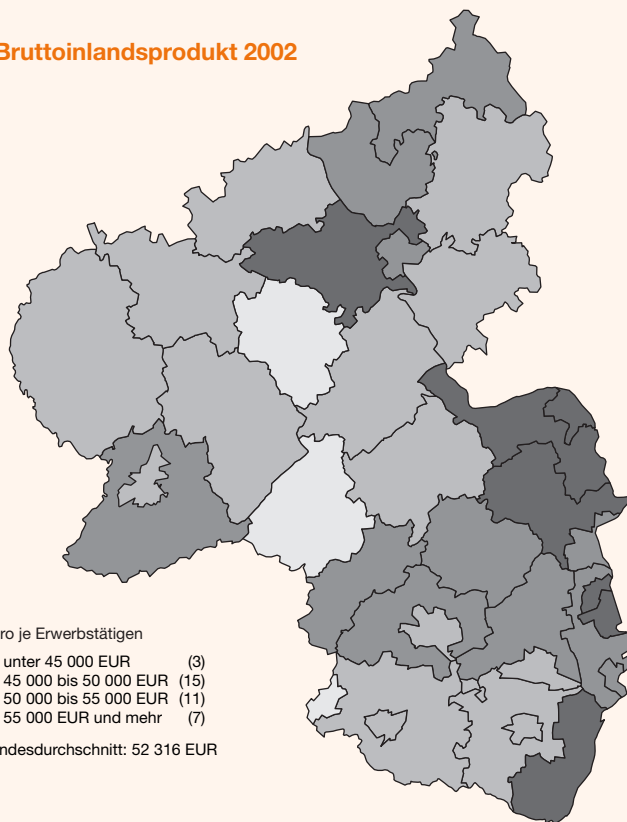 Bruttoinlandsprodukt 2002
ro je Erwerbstätigen
unter 45 000 EUR (3)
45 000 bis 50 000 EUR (15)
50 000 bis 55 000 EUR (11)
55 000 EUR und mehr (7)
ndesdurchschnitt: 52 316 EUR